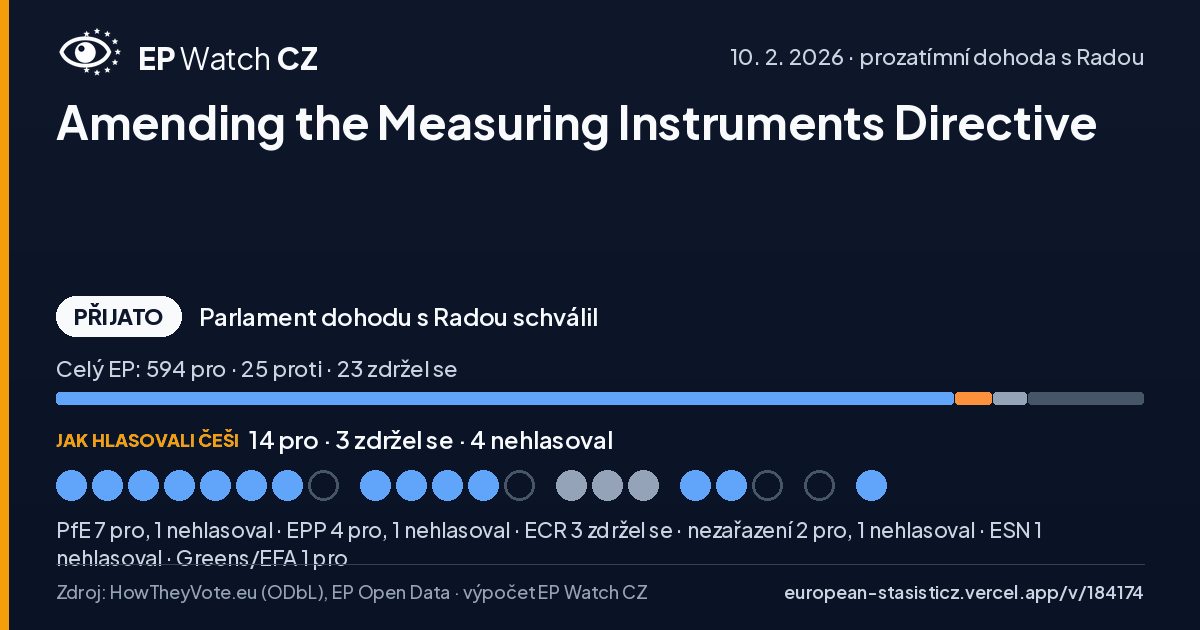 EP Watch CZ
10. 2. 2026 · prozatímní dohoda s Radou
Amending the Measuring Instruments Directive
PŘIJATO
Parlament dohodu s Radou schválil
Celý EP: 594 pro · 25 proti · 23 zdržel se
JAK HLASOVALI ČEŠI 14 pro · 3 zdržel se · 4 nehlasoval
PfE 7 pro, 1 nehlasoval · EPP 4 pro, 1 nehlasoval · ECR 3 zdržel se · nezařazení 2 pro, 1 nehlasoval · ESN 1
nehlasoval · Greens/EFA 1 pro
Zdroj: HowTheyVote.eu (ODbL), EP Open Data · výpočet EP Watch CZ
european-stasisticz.vercel.app/v/184174